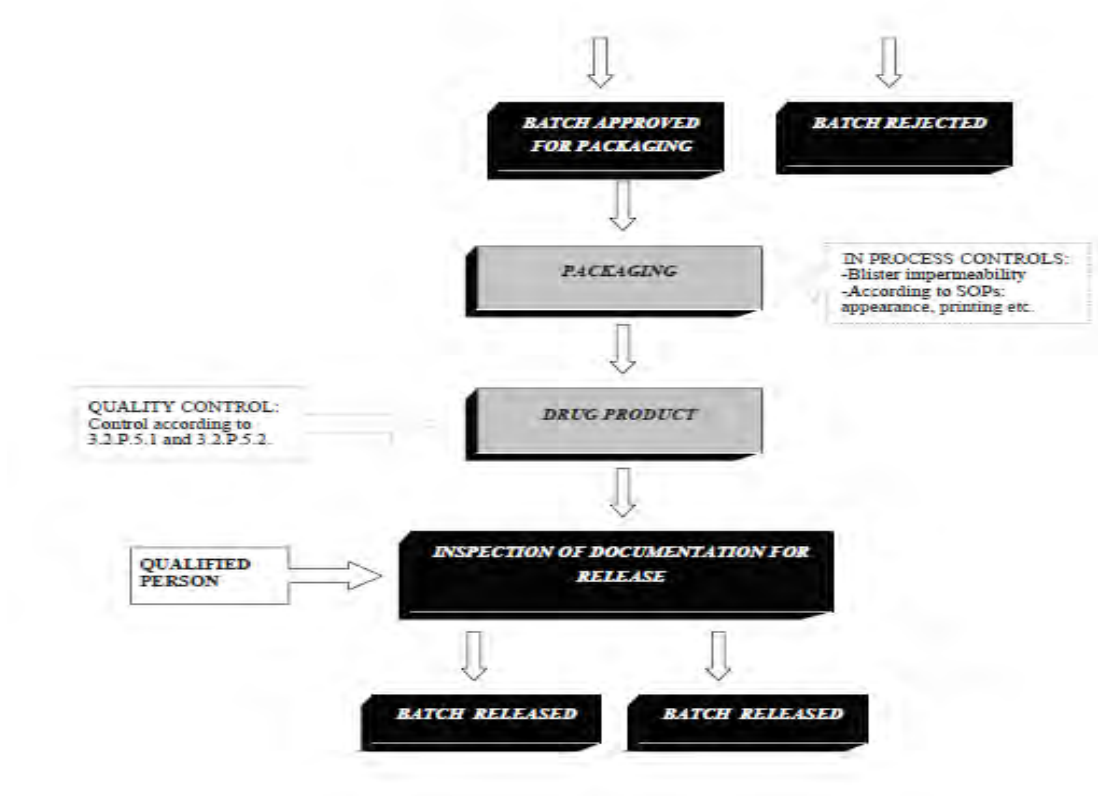 BATCH APPROVED
FOR PACKAGING
BATCH REJECTED
PACKAGING
IN PROCESS CONTROLS:
-Blister impermeability
-According to SOPs:
appearance, printing etc.
QUALITY CONTROL:
Control according to
3.2.P.5.1 and 3.2.P.5.2.
DRUG PRODUCT
QUALIFIED
PERSON
INSPECTION OF DOCUMENTATION FOR
RELEASE
BATCH RELEASED
BATCH RELEASED